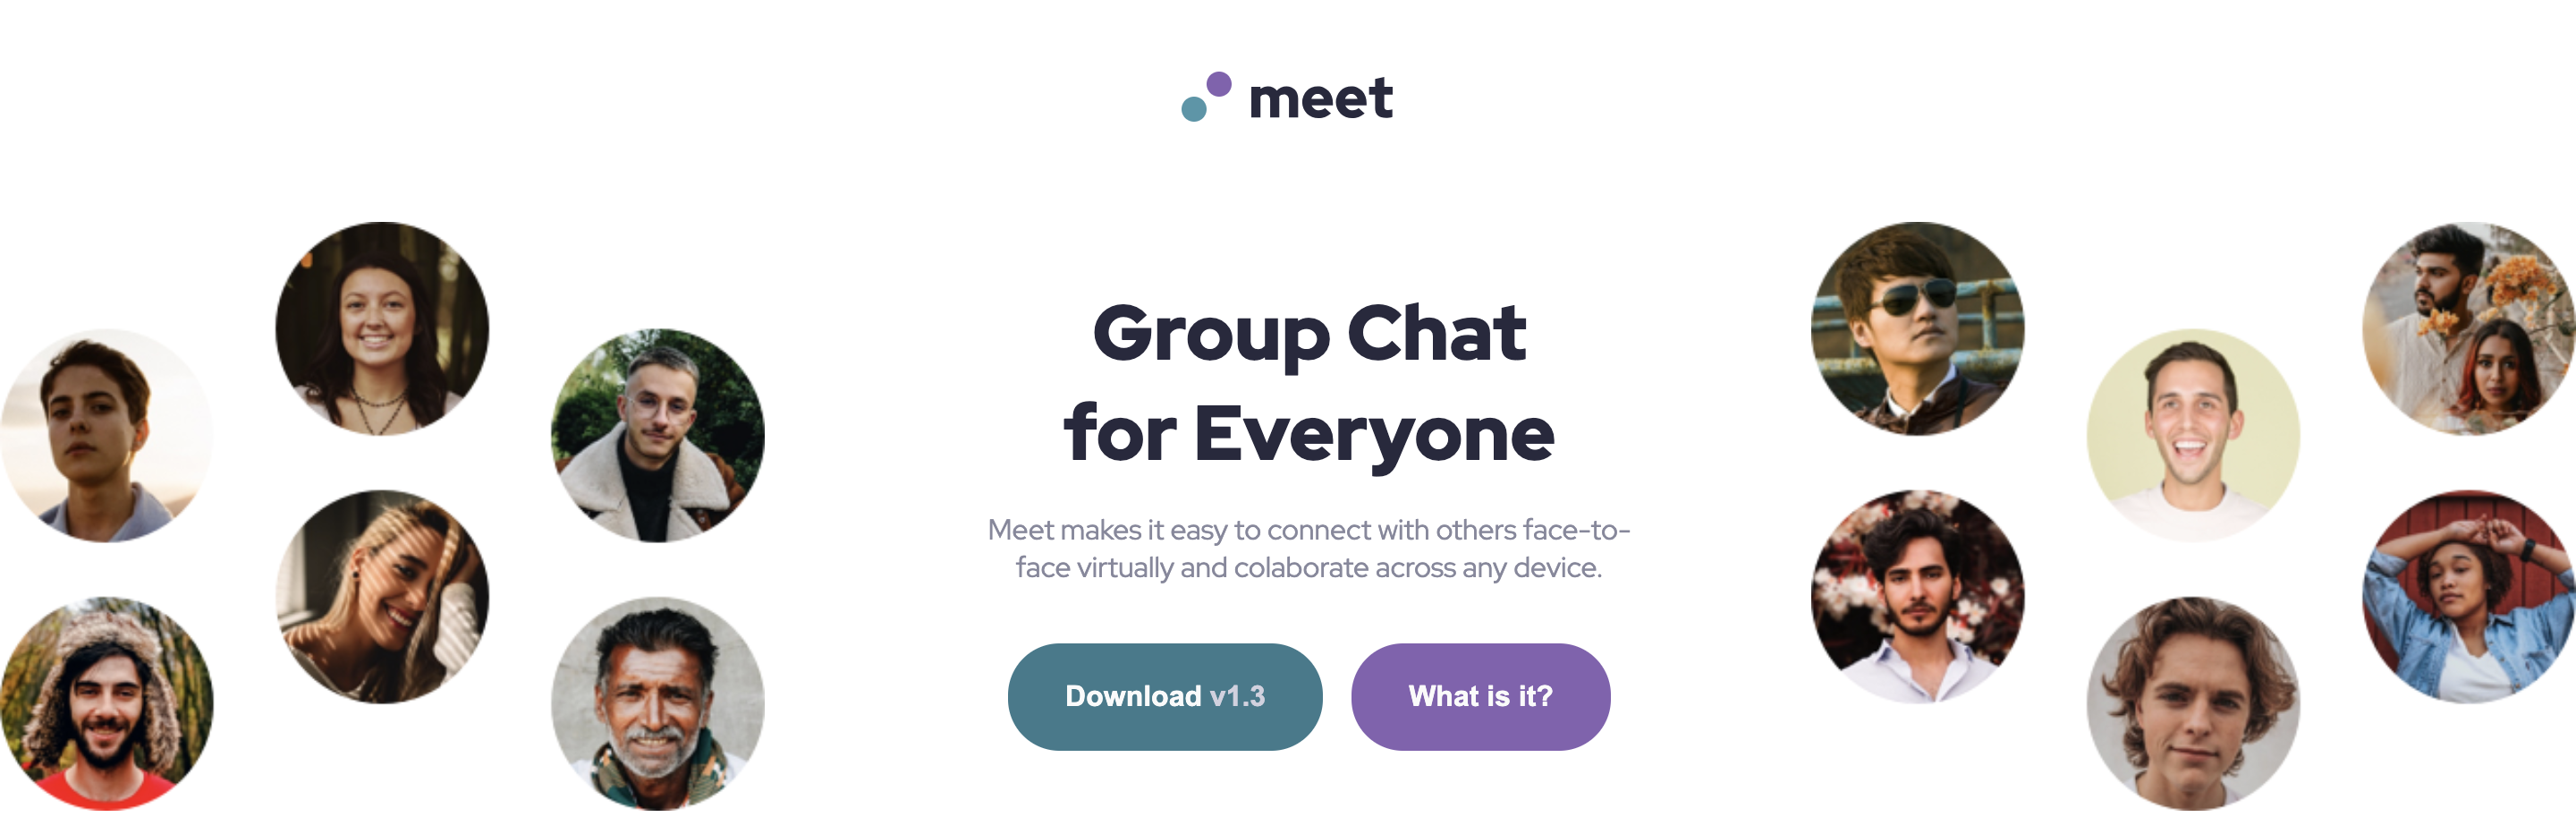 meet
Group Chat
for Everyone
Meet makes it easy to connect with others face-to-
face virtually and colaborate across any device.
Download v1.3
What is it?